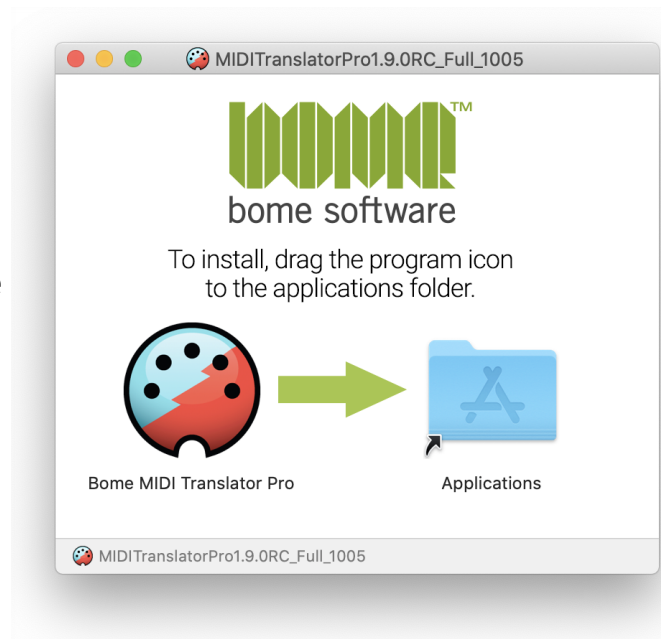 MIDITranslatorPro1.9.0RC_Full_1005
bome™
bome software
To install, drag the program icon
to the applications folder.
Bome MIDI Translator Pro
Applications
MIDITranslatorPro1.9.0RC_Full_1005